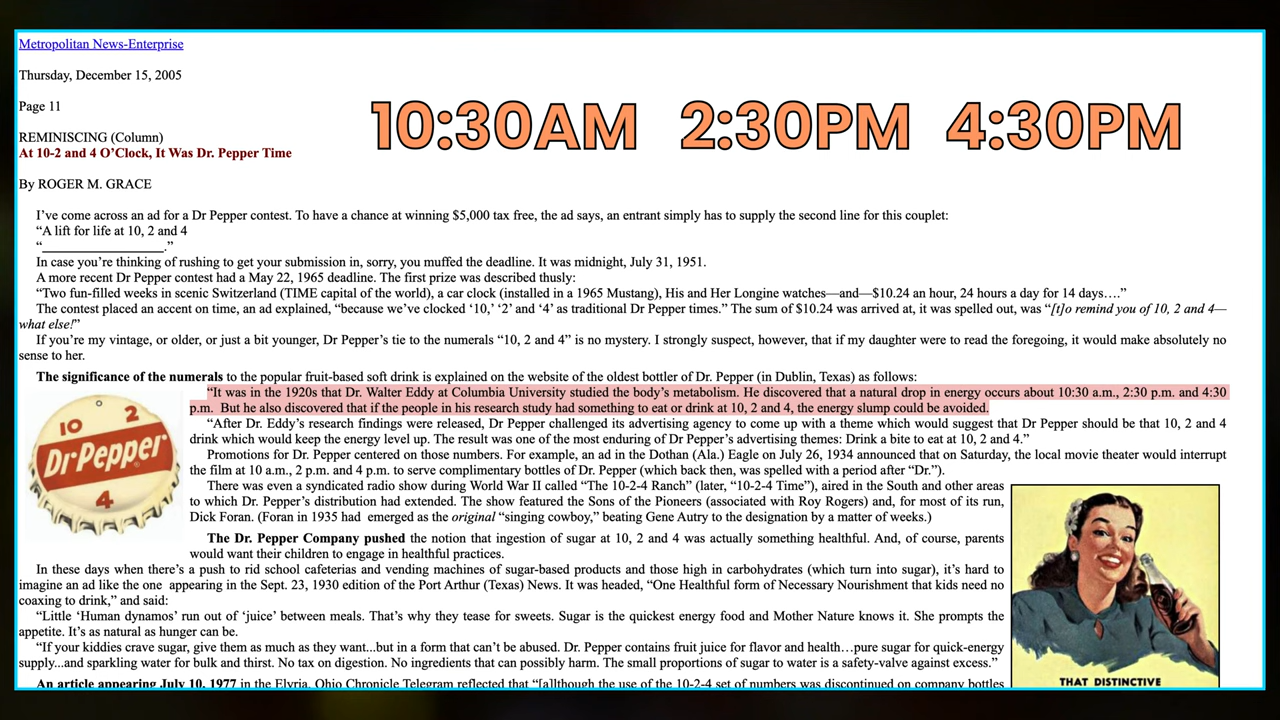 Metropolitan News-Enterprise
Thursday, December 15, 2005
Page 11
10:30AM 2:30PM 4:30PM
REMINISCING (Column)
At 10-2 and 4 O’Clock, It Was Dr. Pepper Time
By ROGER M. GRACE
I’ve come across an ad for a Dr Pepper contest. To have a chance at winning $5,000 tax free, the ad says, an entrant simply has to supply the second line for this couplet:
“A lift for life at 10, 2 and 4
“__________________.”
In case you’re thinking of rushing to get your submission in, sorry, you muffed the deadline. It was midnight, July 31, 1951.
A more recent Dr Pepper contest had a May 22, 1965 deadline. The first prize was described thusly:
“Two fun-filled weeks in scenic Switzerland (TIME capital of the world), a car clock (installed in a 1965 Mustang), His and Her Longine watches—and—$10.24 an hour, 24 hours a day for 14 days….”
The contest placed an accent on time, an ad explained, “because we’ve clocked ‘10,’ ‘2’ and ‘4’ as traditional Dr Pepper times.” The sum of $10.24 was arrived at, it was spelled out, was “[t]o remind you of 10, 2 and 4—
what else!”
If you’re my vintage, or older, or just a bit younger, Dr Pepper’s tie to the numerals “10, 2 and 4” is no mystery. I strongly suspect, however, that if my daughter were to read the foregoing, it would make absolutely no
sense to her.
The significance of the numerals to the popular fruit-based soft drink is explained on the website of the oldest bottler of Dr. Pepper (in Dublin, Texas) as follows:
“It was in the 1920s that Dr. Walter Eddy at Columbia University studied the body’s metabolism. He discovered that a natural drop in energy occurs about 10:30 a.m., 2:30 p.m. and 4:30
p.m. But he also discovered that if the people in his research study had something to eat or drink at 10, 2 and 4, the energy slump could be avoided.
“After Dr. Eddy’s research findings were released, Dr Pepper challenged its advertising agency to come up with a theme which would suggest that Dr Pepper should be that 10, 2 and 4
drink which would keep the energy level up. The result was one of the most enduring of Dr Pepper’s advertising themes: Drink a bite to eat at 10, 2 and 4.”
Promotions for Dr. Pepper centered on those numbers. For example, an ad in the Dothan (Ala.) Eagle on July 26, 1934 announced that on Saturday, the local movie theater would interrupt
the film at 10 a.m., 2 p.m. and 4 p.m. to serve complimentary bottles of Dr. Pepper (which back then, was spelled with a period after “Dr.”).
There was even a syndicated radio show during World War II called “The 10-2-4 Ranch” (later, “10-2-4 Time”), aired in the South and other areas
to which Dr. Pepper’s distribution had extended. The show featured the Sons of the Pioneers (associated with Roy Rogers) and, for most of its run,
Dick Foran. (Foran in 1935 had emerged as the original “singing cowboy,” beating Gene Autry to the designation by a matter of weeks.)
10 2
Dr Pepper
4
The Dr. Pepper Company pushed the notion that ingestion of sugar at 10, 2 and 4 was actually something healthful. And, of course, parents
would want their children to engage in healthful practices.
In these days when there’s a push to rid school cafeterias and vending machines of sugar-based products and those high in carbohydrates (which turn into sugar), it’s hard to
imagine an ad like the one appearing in the Sept. 23, 1930 edition of the Port Arthur (Texas) News. It was headed, “One Healthful form of Necessary Nourishment that kids need no
coaxing to drink,” and said:
“Little ‘Human dynamos’ run out of ‘juice’ between meals. That’s why they tease for sweets. Sugar is the quickest energy food and Mother Nature knows it. She prompts the
appetite. It’s as natural as hunger can be.
“If your kiddies crave sugar, give them as much as they want...but in a form that can’t be abused. Dr. Pepper contains fruit juice for flavor and health…pure sugar for quick-energy
supply...and sparkling water for bulk and thirst. No tax on digestion. No ingredients that can possibly harm. The small proportions of sugar to water is a safety-valve against excess.”
An article appearing July 10, 1977 in the Elyria, Ohio Chronicle Telegram reflected that “[a]lthough the use of the 10-2-4 set of numbers was discontinued on company bottles
THAT DISTINCTIVE